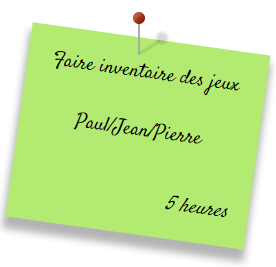 Faire inventaire des jeux
Paul/Jean/Pierre
5 heures